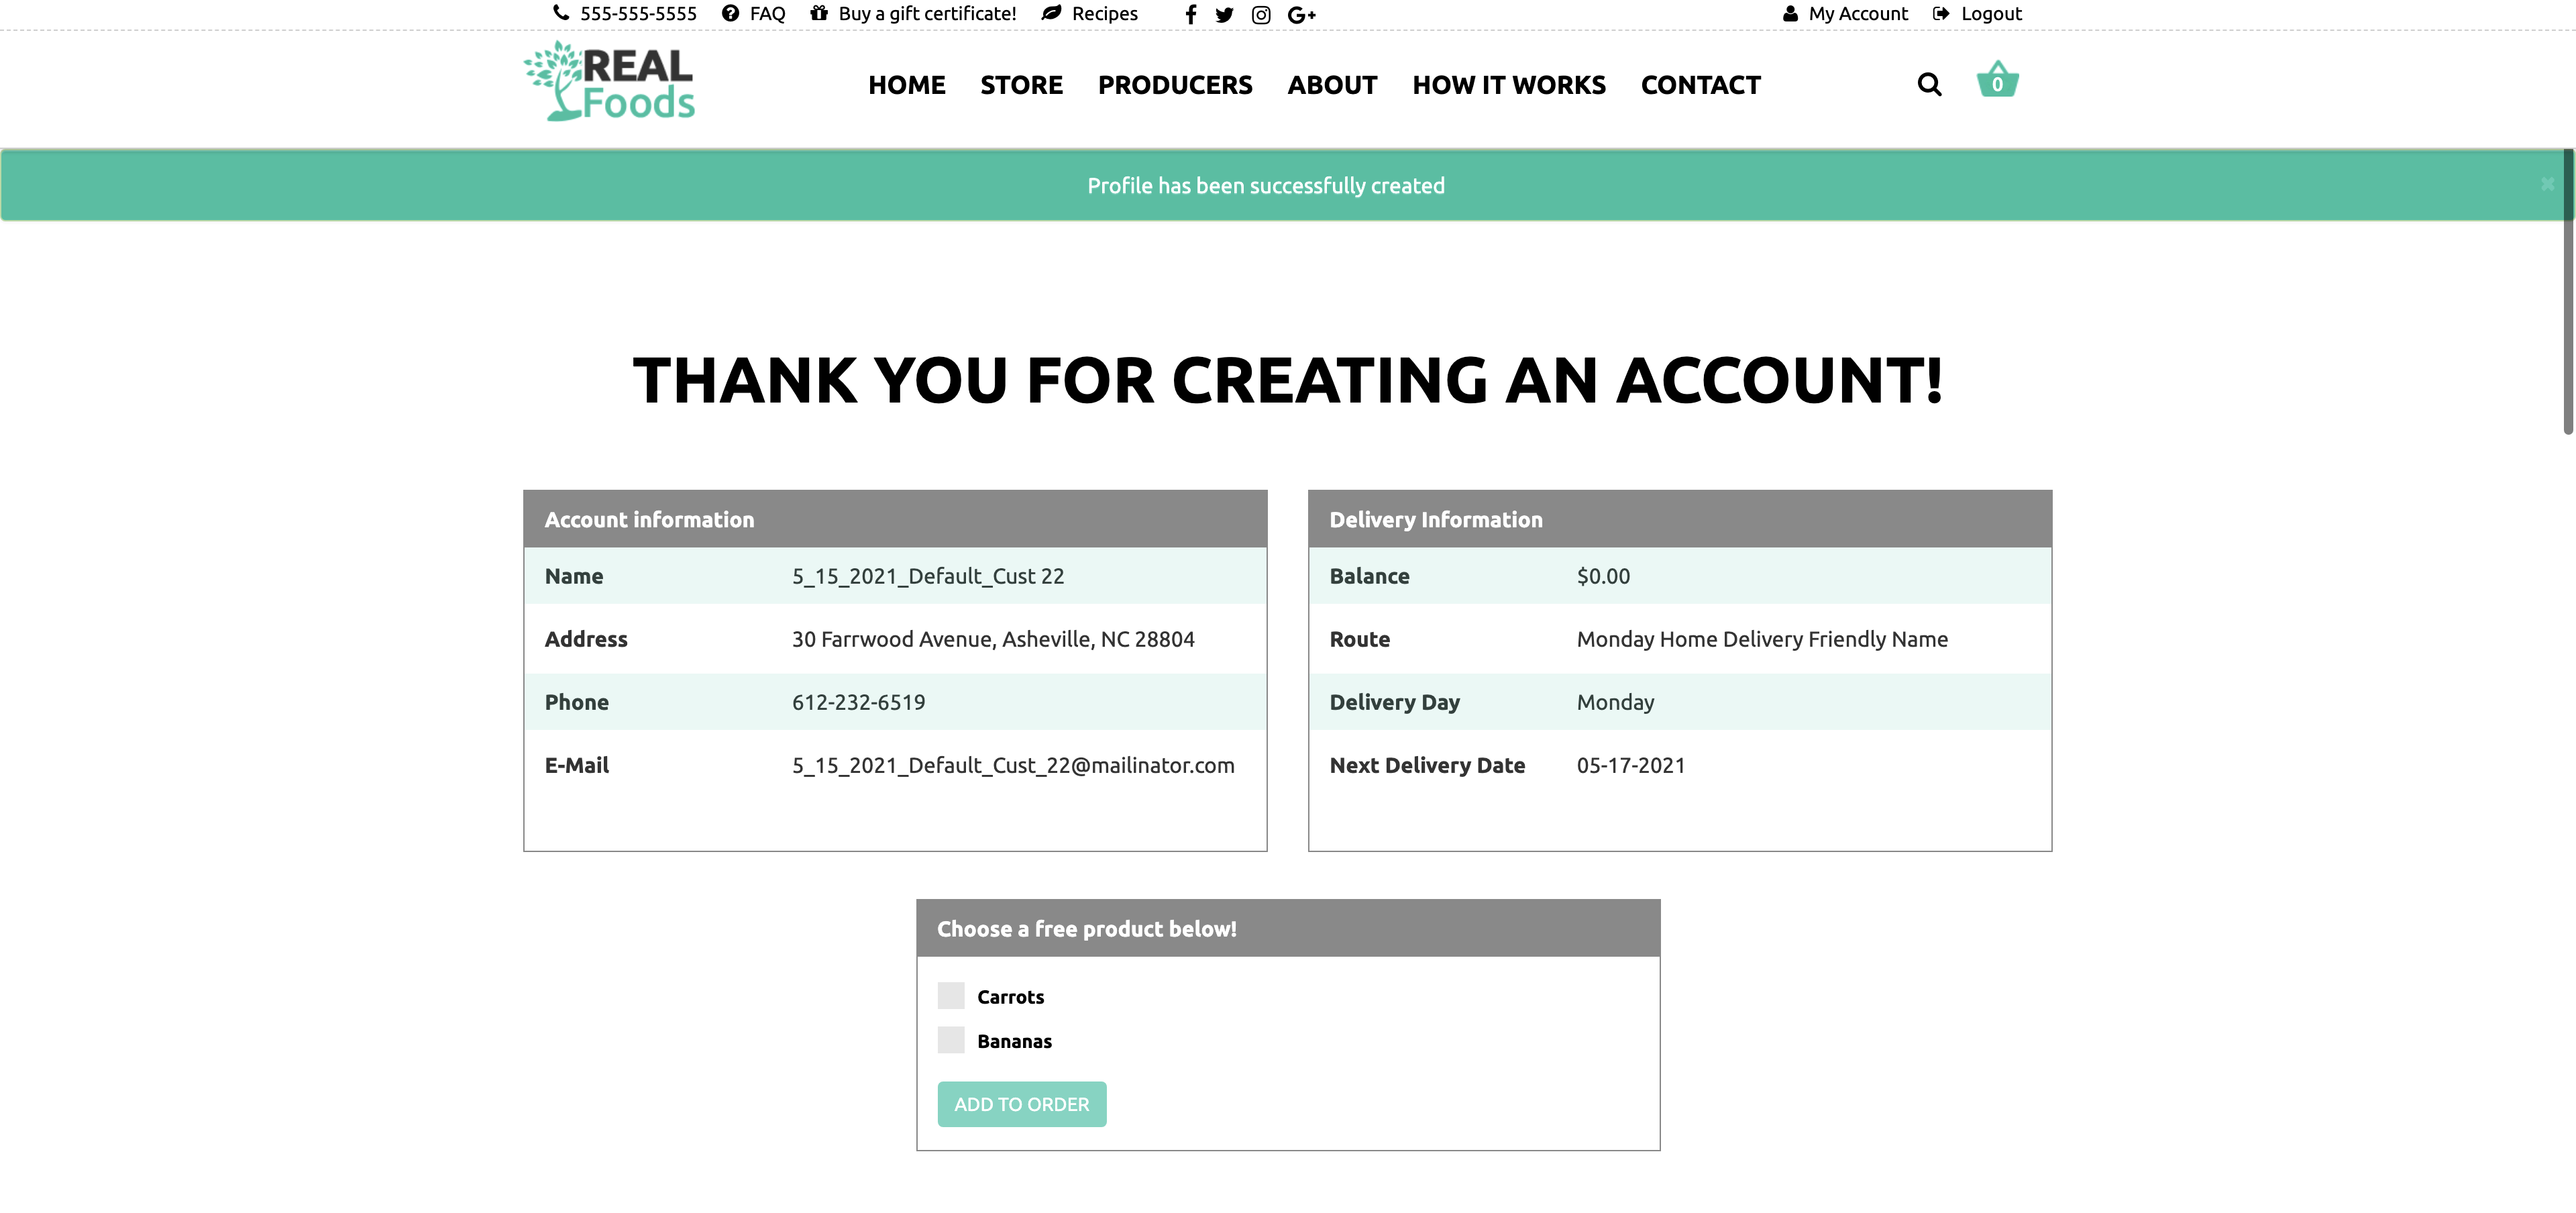 555-555-5555 FAQ Buy a gift certificate! Recipes My Account Logout
REAL
Foods
HOME STORE PRODUCERS ABOUT HOW IT WORKS CONTACT 0
Profile has been successfully created
THANK YOU FOR CREATING AN ACCOUNT!
Account information
Name 5_15_2021_Default_Cust 22
Address 30 Farrwood Avenue, Asheville, NC 28804
Phone 612-232-6519
E-Mail 5_15_2021_Default_Cust_22@mailinator.com
Delivery Information
Balance $0.00
Route Monday Home Delivery Friendly Name
Delivery Day Monday
Next Delivery Date 05-17-2021
Choose a free product below!
Carrots
Bananas
ADD TO ORDER